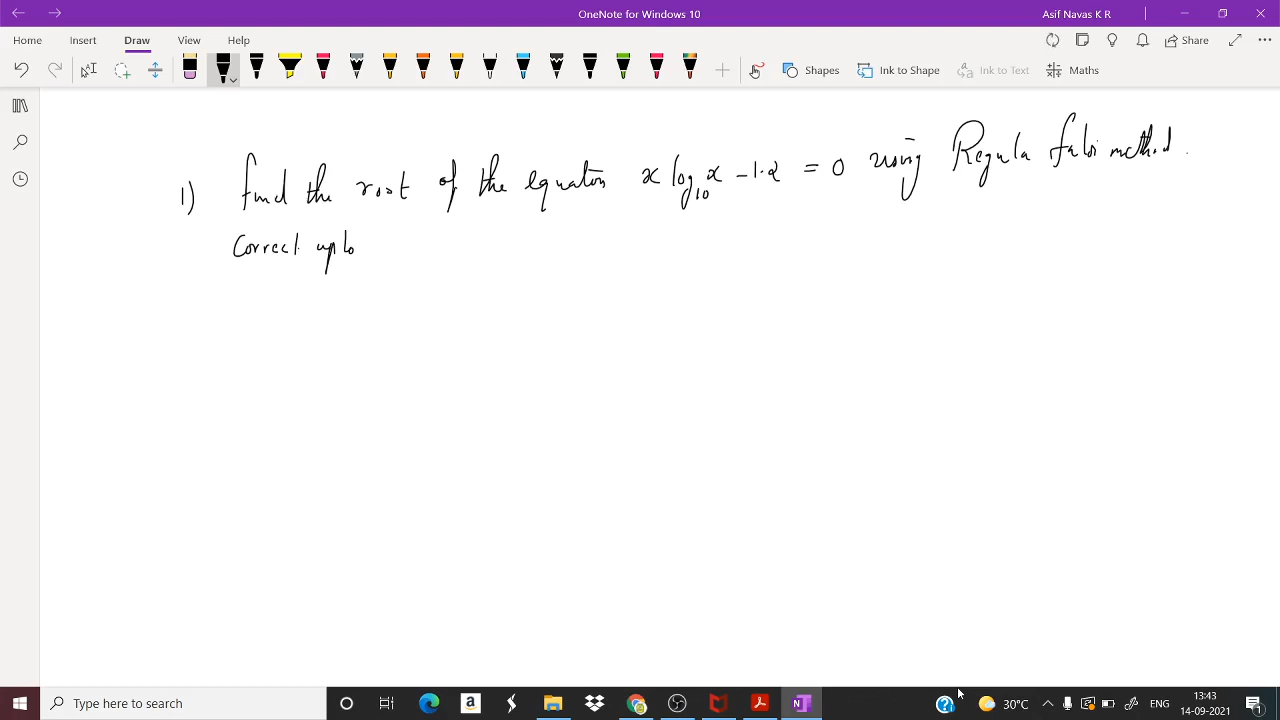 OneNote for Windows 10
Asif Navas K R
Home Insert Draw View Help
Share
Shapes Ink to Shape Ink to Text Maths
1) Find the root of the equation x log10 x - 1.2 = 0 using Regula falsi method.
Correct upto
Type here to search
30°C ENG
13:43
14-09-2021